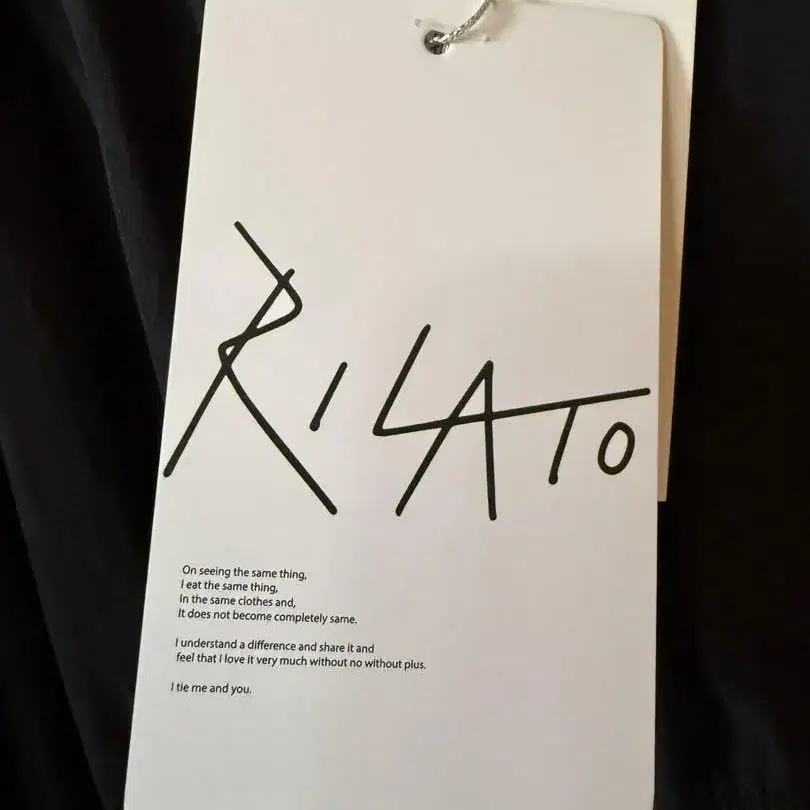 RILATO
On seeing the same thing,
I eat the same thing,
In the same clothes and,
It does not become completely same.
I understand a difference and share it and
feel that I love it very much without no without plus.
I tie me and you.